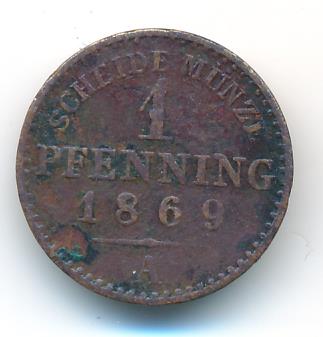 SCHEIDE MÜNZE
1
PFENNING
1869
A